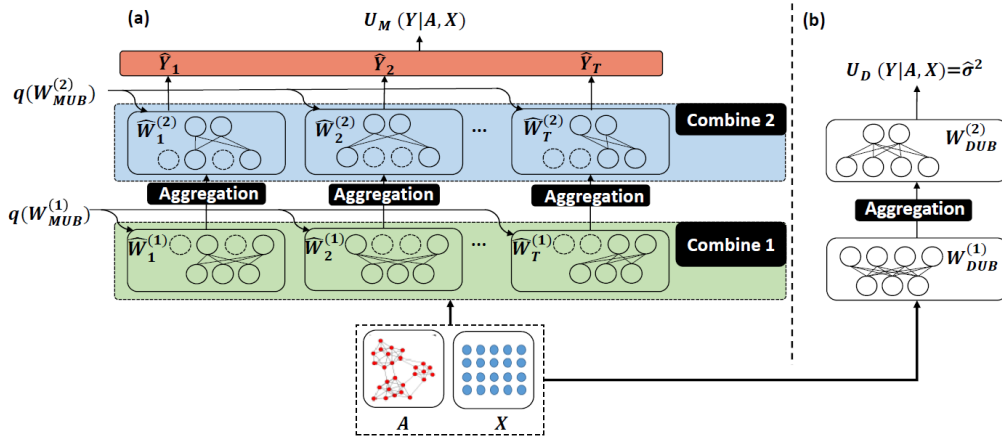 (a)
U_M (Y|A, X)
(b)
Ŷ_1 Ŷ_2 Ŷ_T
U_D (Y|A, X)=σ̂²
q(W_MUB^(2))
Ŵ_1^(2) Ŵ_2^(2) ... Ŵ_T^(2)
Combine 2
W_DUB^(2)
Aggregation Aggregation Aggregation
Aggregation
q(W_MUB^(1))
Ŵ_1^(1) Ŵ_2^(1) ... Ŵ_T^(1)
Combine 1
W_DUB^(1)
A X